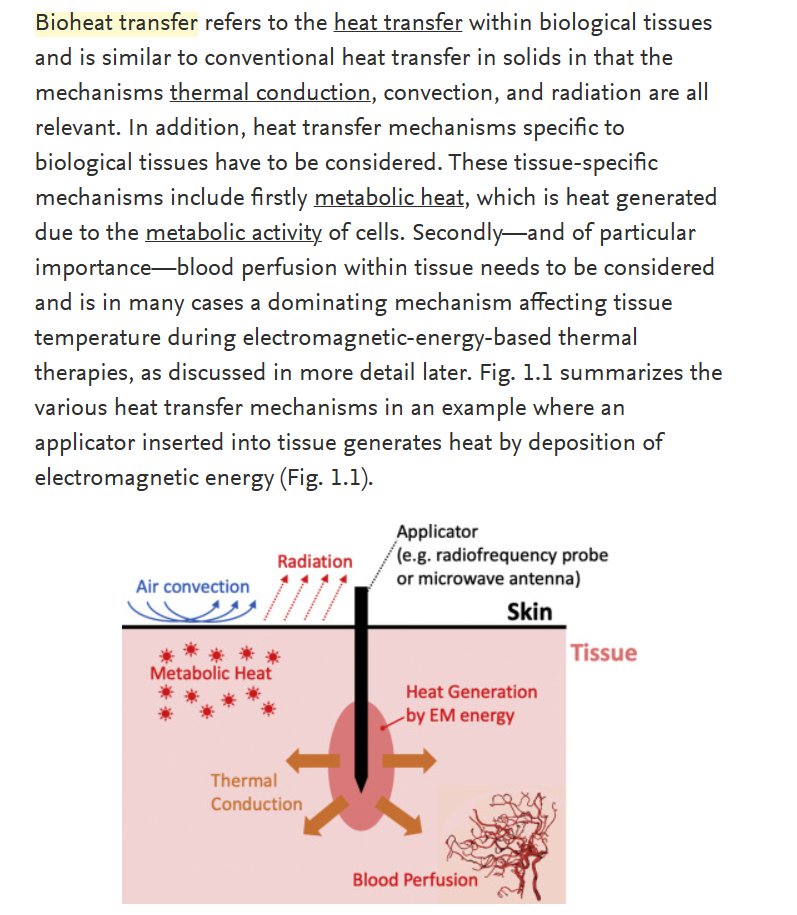 Bioheat transfer refers to the heat transfer within biological tissues
and is similar to conventional heat transfer in solids in that the
mechanisms thermal conduction, convection, and radiation are all
relevant. In addition, heat transfer mechanisms specific to
biological tissues have to be considered. These tissue-specific
mechanisms include firstly metabolic heat, which is heat generated
due to the metabolic activity of cells. Secondly—and of particular
importance—blood perfusion within tissue needs to be considered
and is in many cases a dominating mechanism affecting tissue
temperature during electromagnetic-energy-based thermal
therapies, as discussed in more detail later. Fig. 1.1 summarizes the
various heat transfer mechanisms in an example where an
applicator inserted into tissue generates heat by deposition of
electromagnetic energy (Fig. 1.1).
Applicator
(e.g. radiofrequency probe
or microwave antenna)
Radiation
Air convection
Skin
Tissue
Metabolic Heat
Heat Generation
by EM energy
Thermal
Conduction
Blood Perfusion